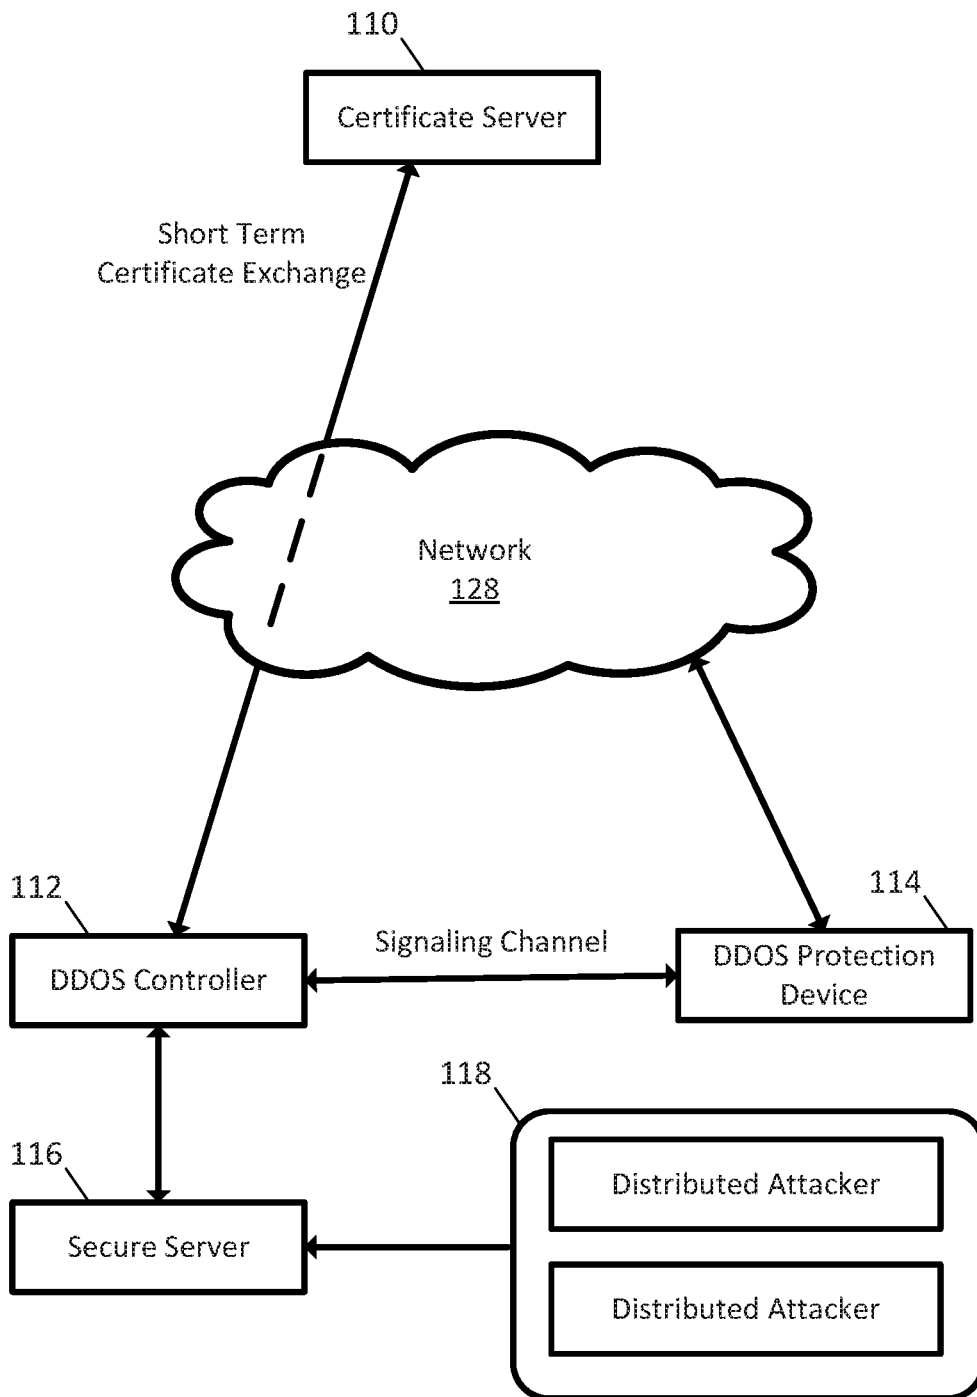 110
Certificate Server
Short Term
Certificate Exchange
Network
128
112
114
DDOS Controller
Signaling Channel
DDOS Protection
Device
118
116
Distributed Attacker
Secure Server
Distributed Attacker